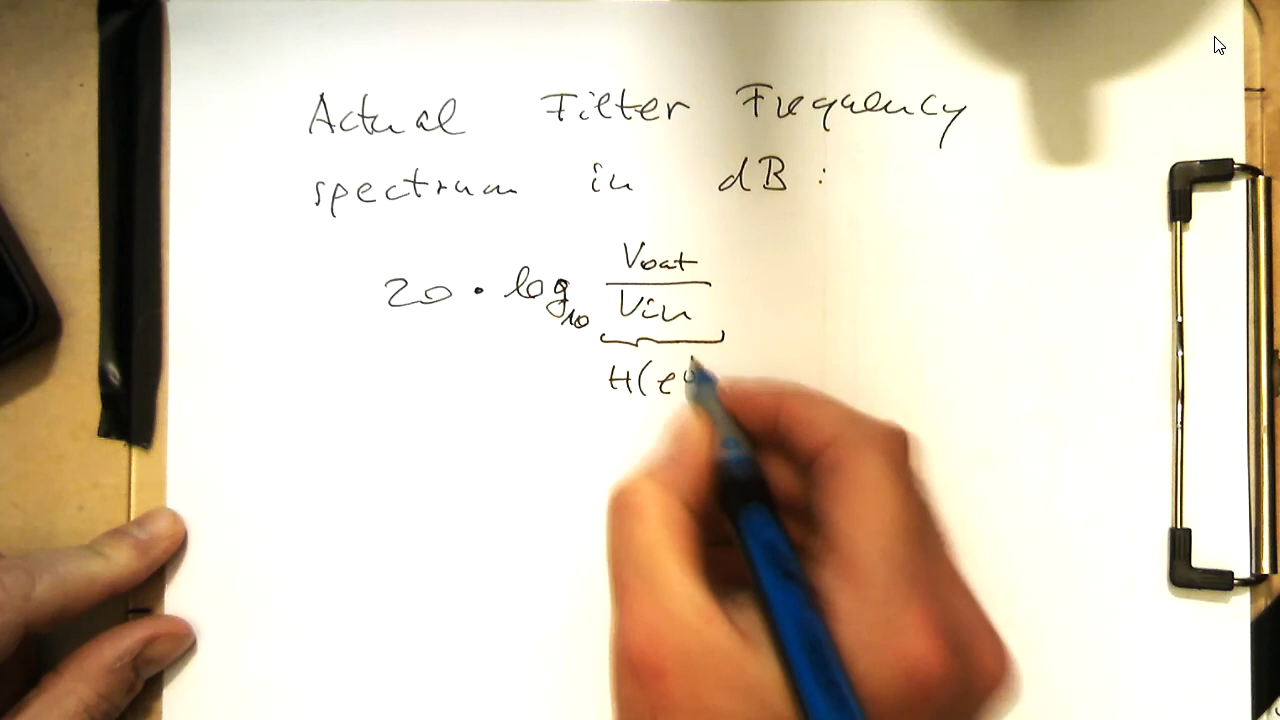 Actual Filter Frequency
spectrum in dB :
20 · log10 Vout / Vin
H(e